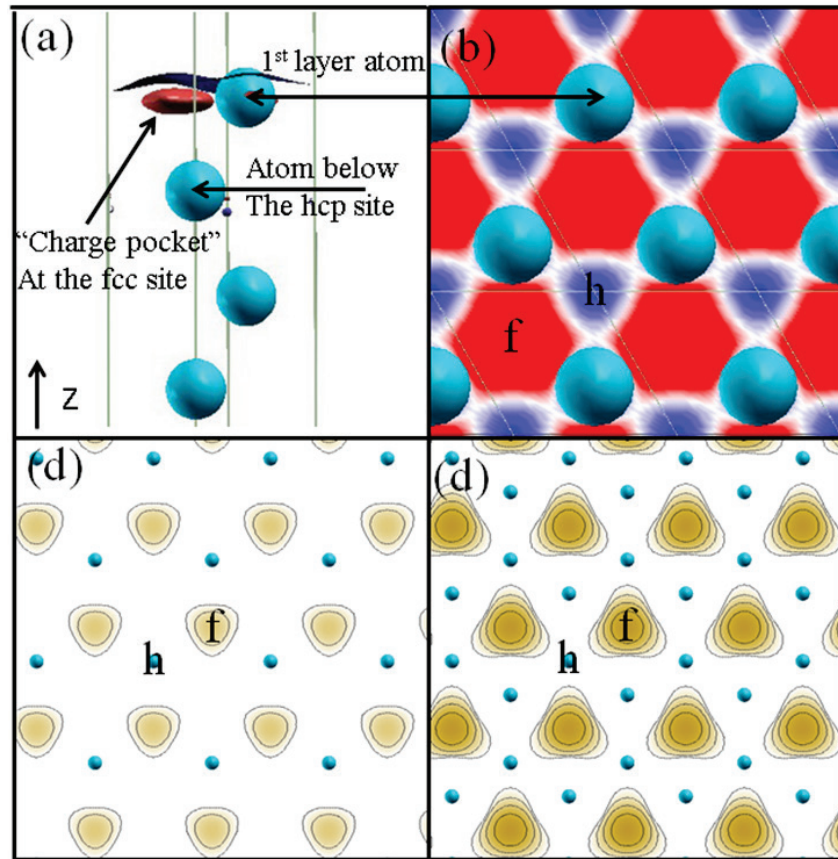 (a)
1st layer atom
(b)
Atom below
The hcp site
“Charge pocket”
At the fcc site
z
h
f
(d)
f
h
(d)
f
h